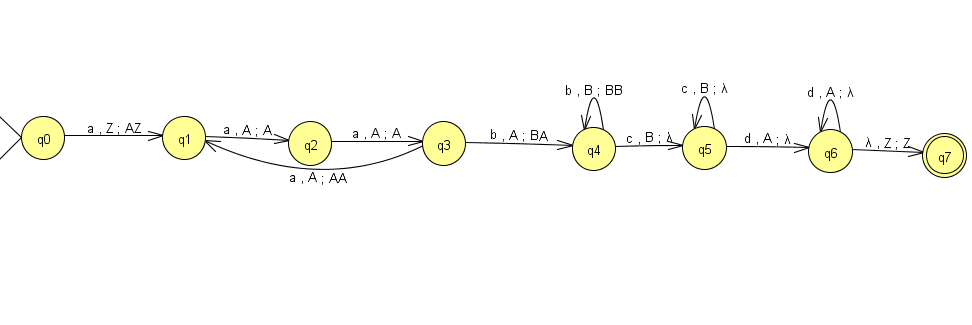 b , B ; BB
c , B ; λ
d , A ; λ
q0
a , Z ; AZ
q1
a , A ; A
q2
a , A ; A
q3
b , A ; BA
q4
c , B ; λ
q5
d , A ; λ
q6
λ , Z ; Z
q7
a , A ; AA